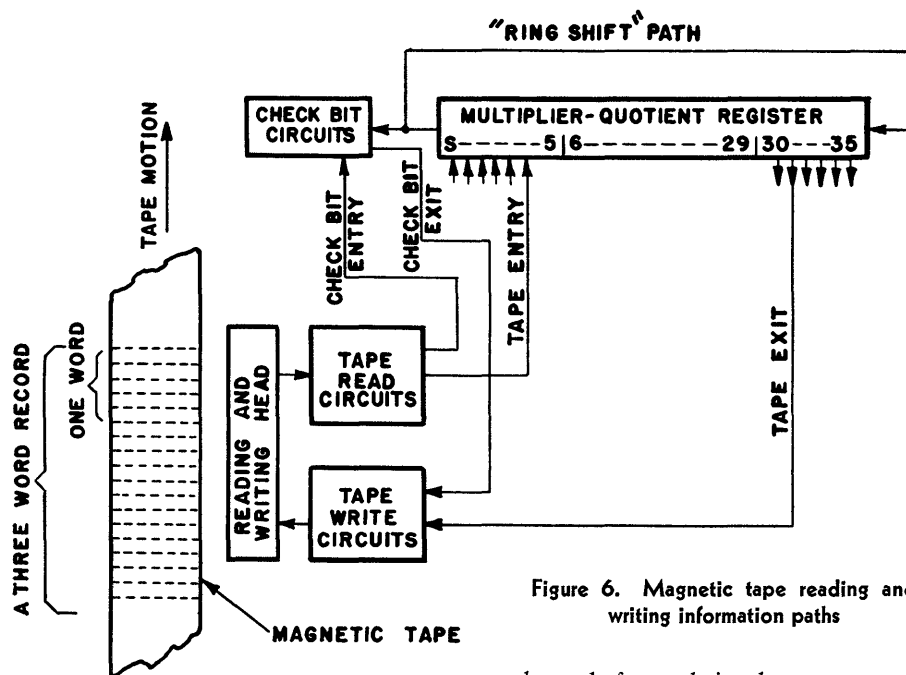 "RING SHIFT" PATH
CHECK BIT
CIRCUITS
MULTIPLIER-QUOTIENT REGISTER
S------5|6--------29|30---35
TAPE MOTION
CHECK BIT
ENTRY
CHECK BIT
EXIT
TAPE ENTRY
TAPE EXIT
A THREE WORD RECORD
ONE WORD
READING AND
WRITING HEAD
TAPE
READ
CIRCUITS
TAPE
WRITE
CIRCUITS
MAGNETIC TAPE
Figure 6. Magnetic tape reading and
writing information paths